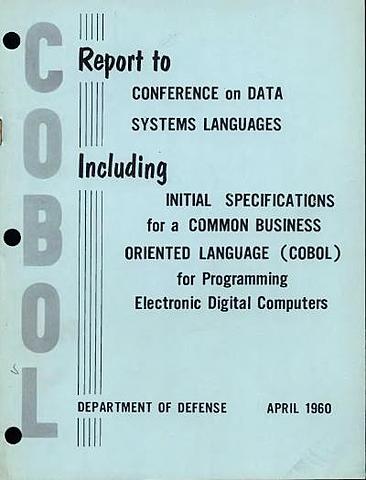 COBOL
Report to
CONFERENCE on DATA
SYSTEMS LANGUAGES
Including
INITIAL SPECIFICATIONS
for a COMMON BUSINESS
ORIENTED LANGUAGE (COBOL)
for Programming
Electronic Digital Computers
DEPARTMENT OF DEFENSE APRIL 1960